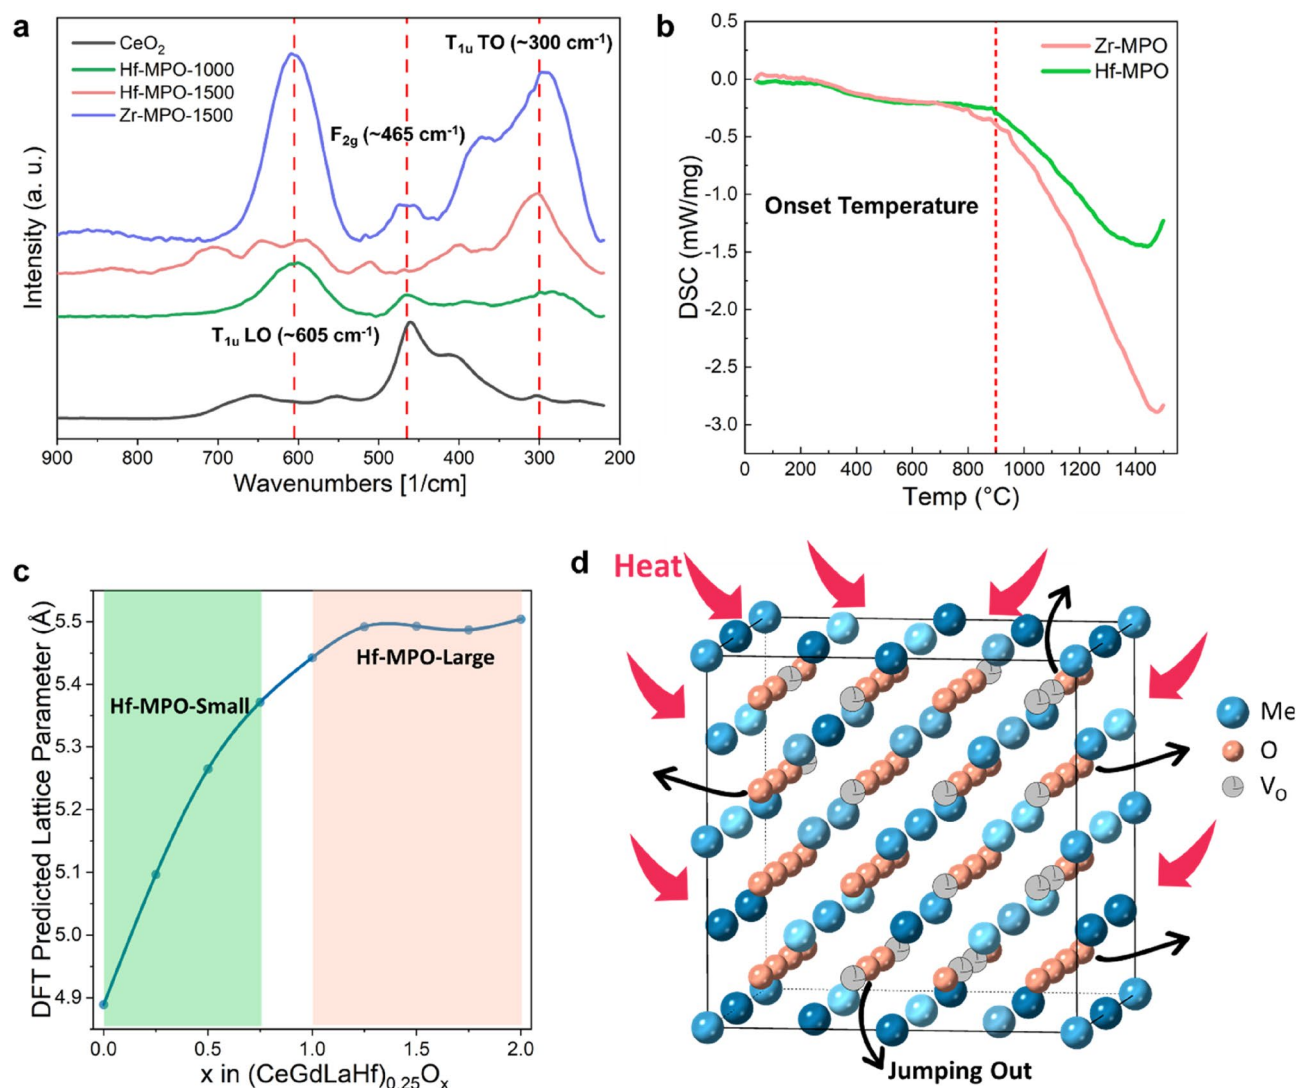 a
CeO₂
Hf-MPO-1000
Hf-MPO-1500
Zr-MPO-1500
T₁ᵤ TO (~300 cm⁻¹)
F₂g (~465 cm⁻¹)
T₁ᵤ LO (~605 cm⁻¹)
Intensity (a. u.)
900 800 700 600 500 400 300 200
Wavenumbers [1/cm]
b
Zr-MPO
Hf-MPO
Onset Temperature
DSC (mW/mg)
0.5
0.0
-0.5
-1.0
-1.5
-2.0
-2.5
-3.0
0 200 400 600 800 1000 1200 1400
Temp (°C)
c
Hf-MPO-Small
Hf-MPO-Large
DFT Predicted Lattice Parameter (Å)
5.5
5.4
5.3
5.2
5.1
5.0
4.9
0.0 0.5 1.0 1.5 2.0
x in (CeGdLaHf)₀.₂₅Oₓ
d
Heat
Me
O
V_O
Jumping Out